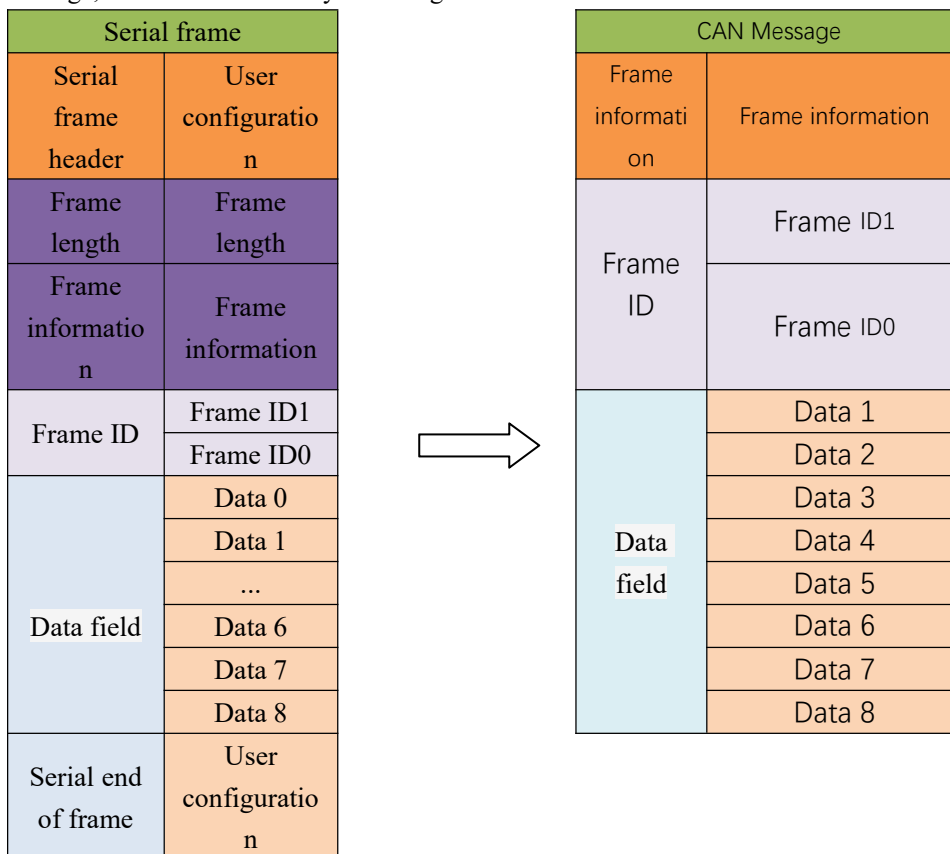 Serial frame
Serial
frame
header
User
configuratio
n
Frame
length
Frame
length
Frame
informatio
n
Frame
information
Frame ID
Frame ID1
Frame ID0
Data field
Data 0
Data 1
...
Data 6
Data 7
Data 8
Serial end
of frame
User
configuratio
n
CAN Message
Frame
informati
on
Frame information
Frame
ID
Frame ID1
Frame ID0
Data
field
Data 1
Data 2
Data 3
Data 4
Data 5
Data 6
Data 7
Data 8